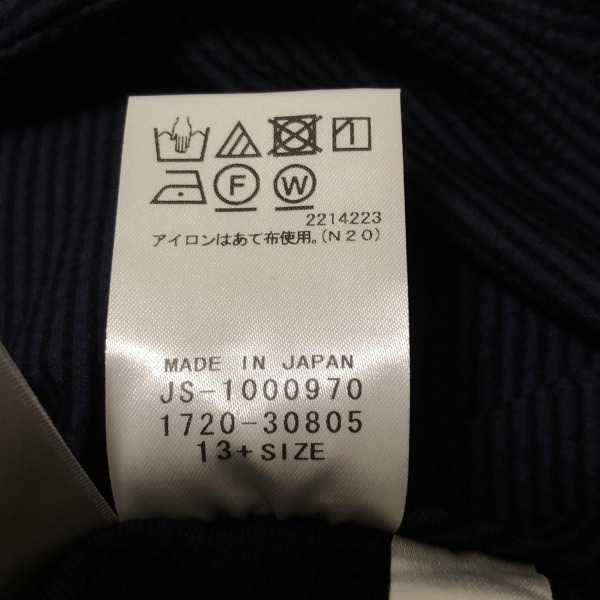 F W
2214223
アイロンはあて布使用。(N20)
MADE IN JAPAN
JS-1000970
1720-30805
13+ SIZE